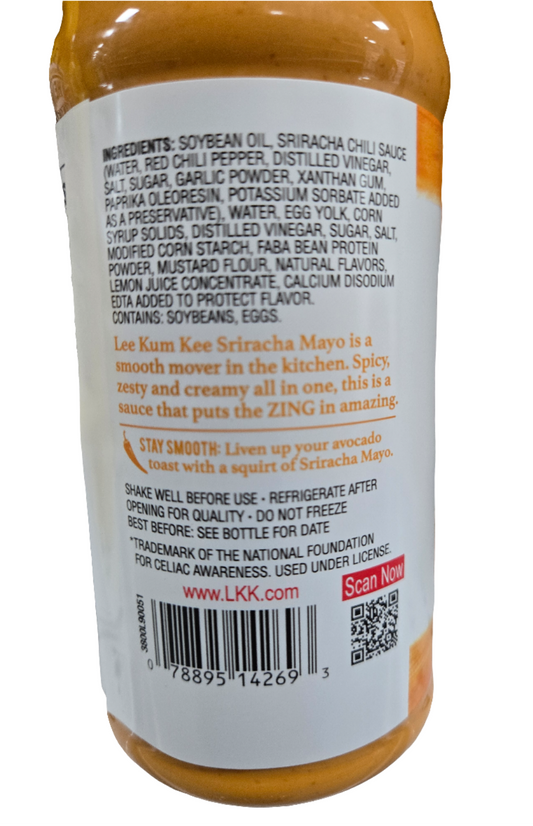 INGREDIENTS: SOYBEAN OIL, SRIRACHA CHILI SAUCE
(WATER, RED CHILI PEPPER, DISTILLED VINEGAR,
SALT, SUGAR, GARLIC POWDER, XANTHAN GUM,
PAPRIKA OLEORESIN, POTASSIUM SORBATE ADDED
AS A PRESERVATIVE), WATER, EGG YOLK, CORN
SYRUP SOLIDS, DISTILLED VINEGAR, SUGAR, SALT,
MODIFIED CORN STARCH, FABA BEAN PROTEIN
POWDER, MUSTARD FLOUR, NATURAL FLAVORS,
LEMON JUICE CONCENTRATE, CALCIUM DISODIUM
EDTA ADDED TO PROTECT FLAVOR.
CONTAINS: SOYBEANS, EGGS.
Lee Kum Kee Sriracha Mayo is a
smooth mover in the kitchen. Spicy,
zesty and creamy all in one, this is a
sauce that puts the ZING in amazing.
STAY SMOOTH: Liven up your avocado
toast with a squirt of Sriracha Mayo.
SHAKE WELL BEFORE USE • REFRIGERATE AFTER
OPENING FOR QUALITY • DO NOT FREEZE
BEST BEFORE: SEE BOTTLE FOR DATE
*TRADEMARK OF THE NATIONAL FOUNDATION
FOR CELIAC AWARENESS. USED UNDER LICENSE.
www.LKK.com
Scan Now
3800L90051
0 78895 14269 3